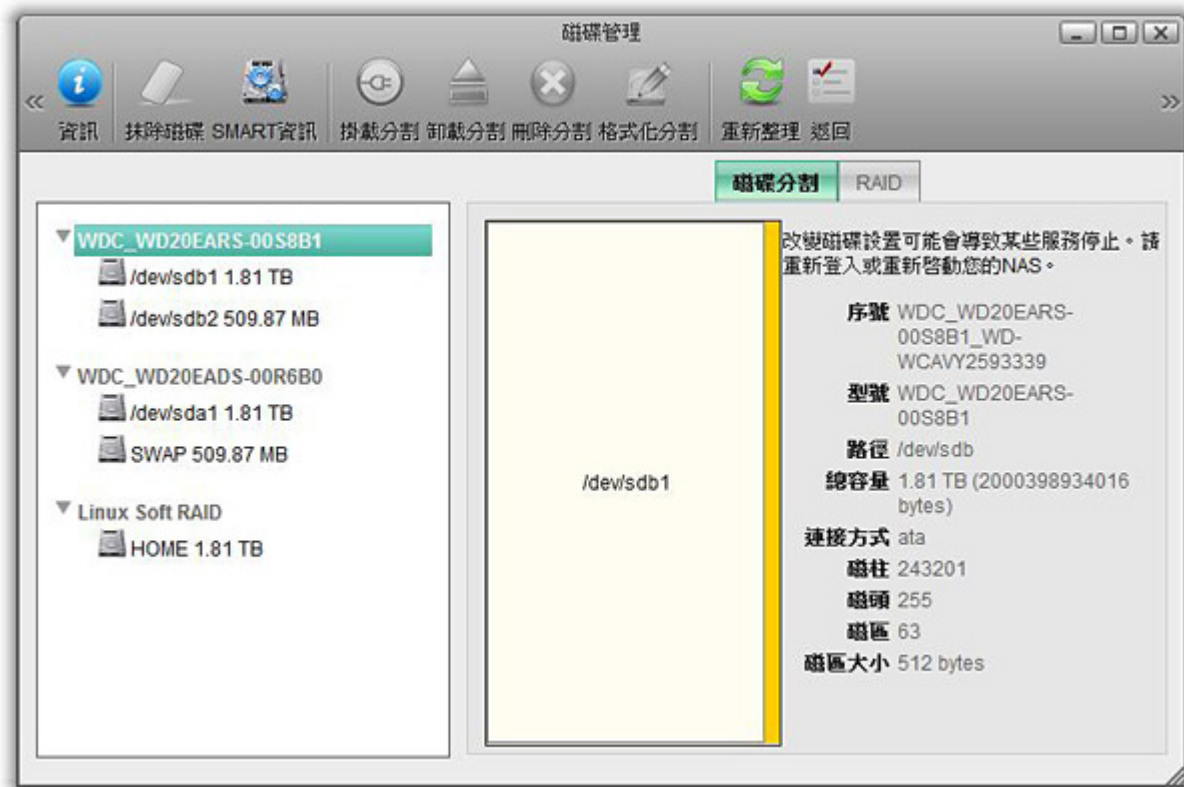 磁碟管理
資訊 抹除磁碟 SMART資訊 掛載分割 卸載分割 刪除分割 格式化分割 重新整理 返回
磁碟分割 RAID
WDC_WD20EARS-00S8B1
/dev/sdb1 1.81 TB
/dev/sdb2 509.87 MB
WDC_WD20EADS-00R6B0
/dev/sda1 1.81 TB
SWAP 509.87 MB
Linux Soft RAID
HOME 1.81 TB
/dev/sdb1
改變磁碟設置可能會導致某些服務停止。請
重新登入或重新啓動您的NAS。
序號 WDC_WD20EARS-
00S8B1_WD-
WCAVY2593339
型號 WDC_WD20EARS-
00S8B1
路徑 /dev/sdb
總容量 1.81 TB (2000398934016
bytes)
連接方式 ata
磁柱 243201
磁頭 255
磁區 63
磁區大小 512 bytes